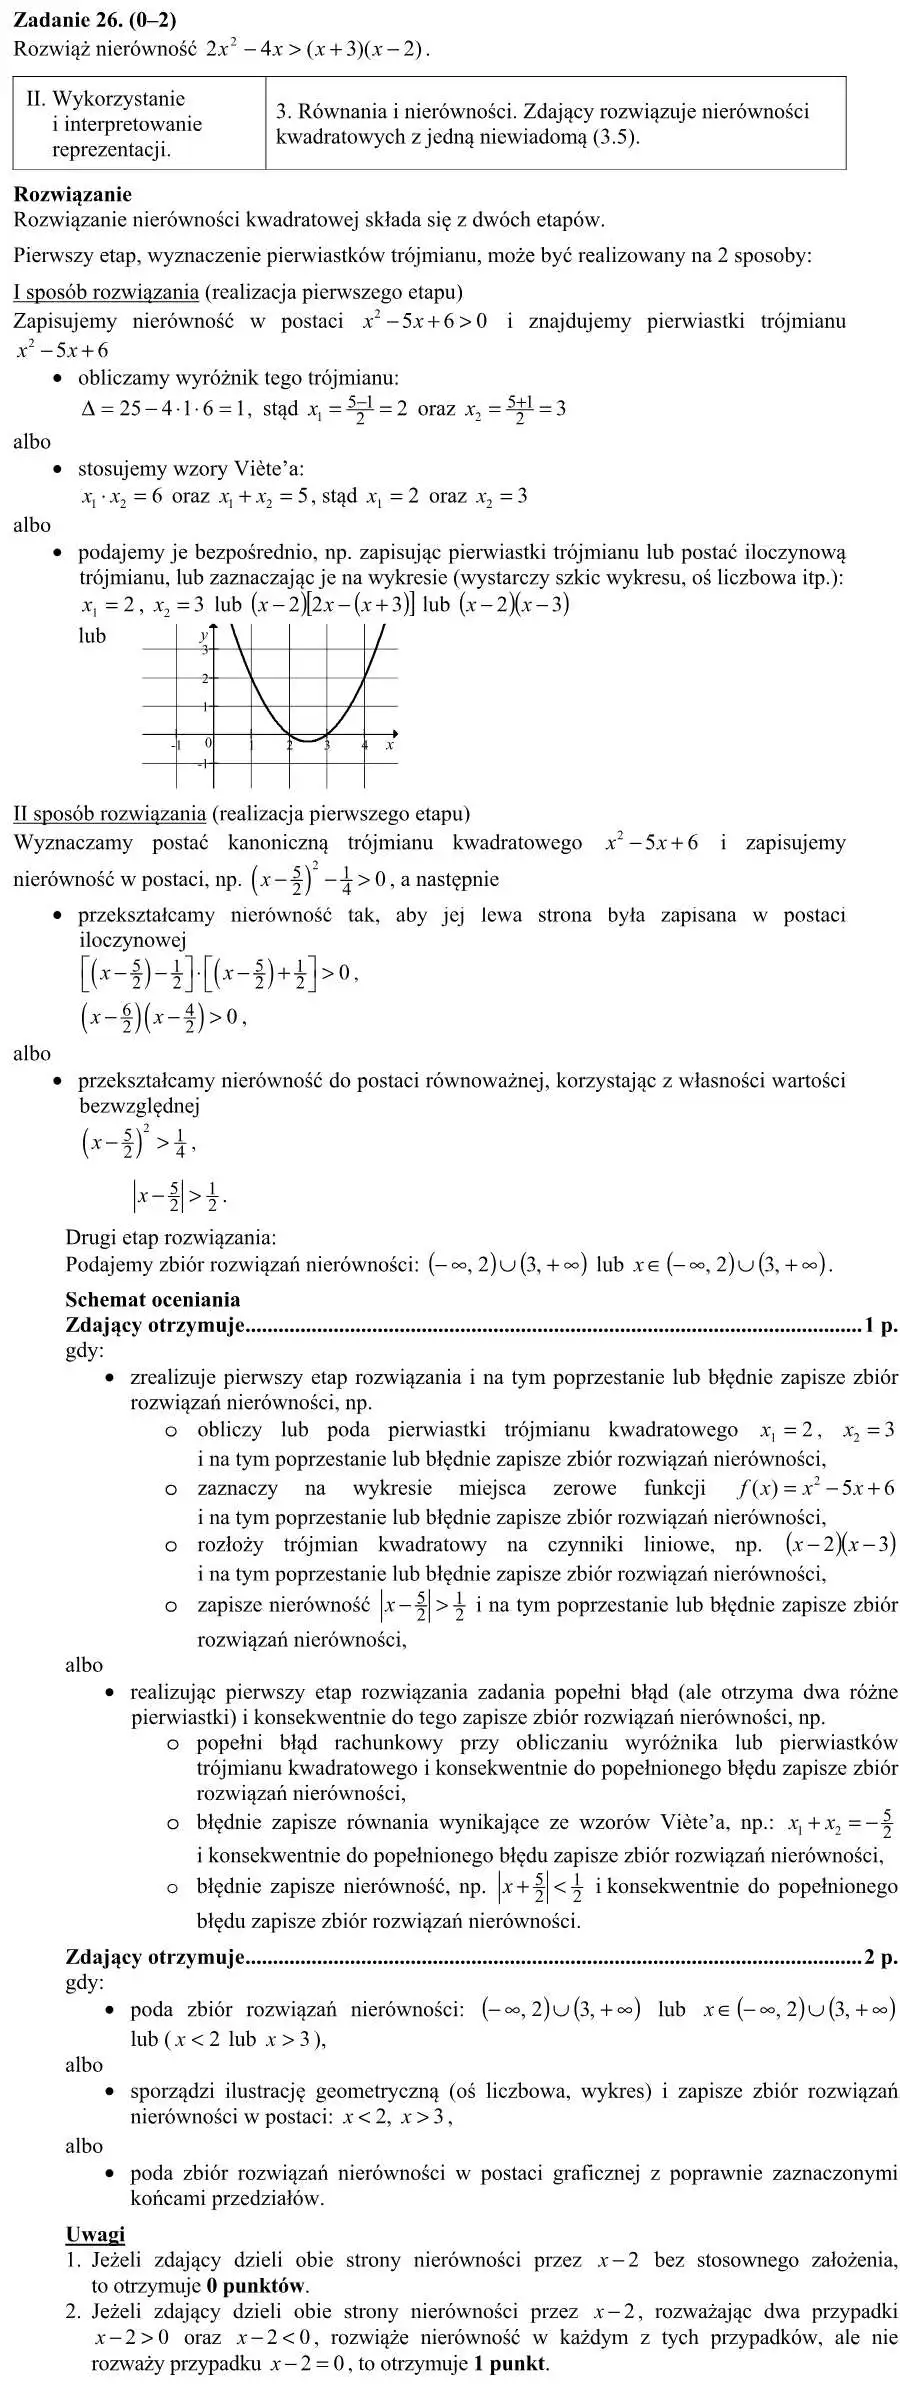 Zadanie 26. (0–2)
Rozwiąż nierówność 2x² − 4x > (x + 3)(x − 2).
II. Wykorzystanie
i interpretowanie
reprezentacji.
3. Równania i nierówności. Zdający rozwiązuje nierówności
kwadratowych z jedną niewiadomą (3.5).
Rozwiązanie
Rozwiązanie nierówności kwadratowej składa się z dwóch etapów.
Pierwszy etap, wyznaczenie pierwiastków trójmianu, może być realizowany na 2 sposoby:
I sposób rozwiązania (realizacja pierwszego etapu)
Zapisujemy nierówność w postaci x² − 5x + 6 > 0 i znajdujemy pierwiastki trójmianu
x² − 5x + 6
• obliczamy wyróżnik tego trójmianu:
Δ = 25 − 4·1·6 = 1, stąd x₁ = (5−1)/2 = 2 oraz x₂ = (5+1)/2 = 3
albo
• stosujemy wzory Viète’a:
x₁ · x₂ = 6 oraz x₁ + x₂ = 5, stąd x₁ = 2 oraz x₂ = 3
albo
• podajemy je bezpośrednio, np. zapisując pierwiastki trójmianu lub postać iloczynową
trójmianu, lub zaznaczając je na wykresie (wystarczy szkic wykresu, oś liczbowa itp.):
x₁ = 2, x₂ = 3 lub (x − 2)[2x − (x + 3)] lub (x − 2)(x − 3)
lub
y
3
2
1
-1 0 1 2 3 4 x
-1
II sposób rozwiązania (realizacja pierwszego etapu)
Wyznaczamy postać kanoniczną trójmianu kwadratowego x² − 5x + 6 i zapisujemy
nierówność w postaci, np. (x − 5/2)² − 1/4 > 0, a następnie
• przekształcamy nierówność tak, aby jej lewa strona była zapisana w postaci
iloczynowej
[(x − 5/2) − 1/2]·[(x − 5/2) + 1/2] > 0,
(x − 6/2)(x − 4/2) > 0,
albo
• przekształcamy nierówność do postaci równoważnej, korzystając z własności wartości
bezwzględnej
(x − 5/2)² > 1/4,
|x − 5/2| > 1/2.
Drugi etap rozwiązania:
Podajemy zbiór rozwiązań nierówności: (−∞, 2)∪(3, +∞) lub x ∈ (−∞, 2)∪(3, +∞).
Schemat oceniania
Zdający otrzymuje................................................................................................................1 p.
gdy:
• zrealizuje pierwszy etap rozwiązania i na tym poprzestanie lub błędnie zapisze zbiór
rozwiązań nierówności, np.
o obliczy lub poda pierwiastki trójmianu kwadratowego x₁ = 2, x₂ = 3
i na tym poprzestanie lub błędnie zapisze zbiór rozwiązań nierówności,
o zaznaczy na wykresie miejsca zerowe funkcji f(x) = x² − 5x + 6
i na tym poprzestanie lub błędnie zapisze zbiór rozwiązań nierówności,
o rozłoży trójmian kwadratowy na czynniki liniowe, np. (x − 2)(x − 3)
i na tym poprzestanie lub błędnie zapisze zbiór rozwiązań nierówności,
o zapisze nierówność |x − 5/2| > 1/2 i na tym poprzestanie lub błędnie zapisze zbiór
rozwiązań nierówności,
albo
• realizując pierwszy etap rozwiązania zadania popełni błąd (ale otrzyma dwa różne
pierwiastki) i konsekwentnie do tego zapisze zbiór rozwiązań nierówności, np.
o popełni błąd rachunkowy przy obliczaniu wyróżnika lub pierwiastków
trójmianu kwadratowego i konsekwentnie do popełnionego błędu zapisze zbiór
rozwiązań nierówności,
o błędnie zapisze równania wynikające ze wzorów Viète’a, np.: x₁ + x₂ = −5/2
i konsekwentnie do popełnionego błędu zapisze zbiór rozwiązań nierówności,
o błędnie zapisze nierówność, np. |x + 5/2| < 1/2 i konsekwentnie do popełnionego
błędu zapisze zbiór rozwiązań nierówności.
Zdający otrzymuje................................................................................................................2 p.
gdy:
• poda zbiór rozwiązań nierówności: (−∞, 2)∪(3, +∞) lub x ∈ (−∞, 2)∪(3, +∞)
lub (x < 2 lub x > 3),
albo
• sporządzi ilustrację geometryczną (oś liczbowa, wykres) i zapisze zbiór rozwiązań
nierówności w postaci: x < 2, x > 3,
albo
• poda zbiór rozwiązań nierówności w postaci graficznej z poprawnie zaznaczonymi
końcami przedziałów.
Uwagi
1. Jeżeli zdający dzieli obie strony nierówności przez x − 2 bez stosownego założenia,
to otrzymuje 0 punktów.
2. Jeżeli zdający dzieli obie strony nierówności przez x − 2, rozważając dwa przypadki
x − 2 > 0 oraz x − 2 < 0, rozwiąże nierówność w każdym z tych przypadków, ale nie
rozważy przypadku x − 2 = 0, to otrzymuje 1 punkt.